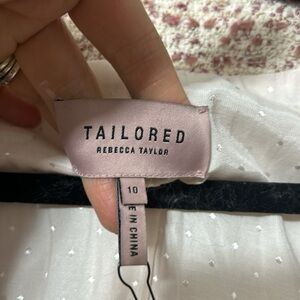 TAILORED
REBECCA TAYLOR
10
E IN CHINA